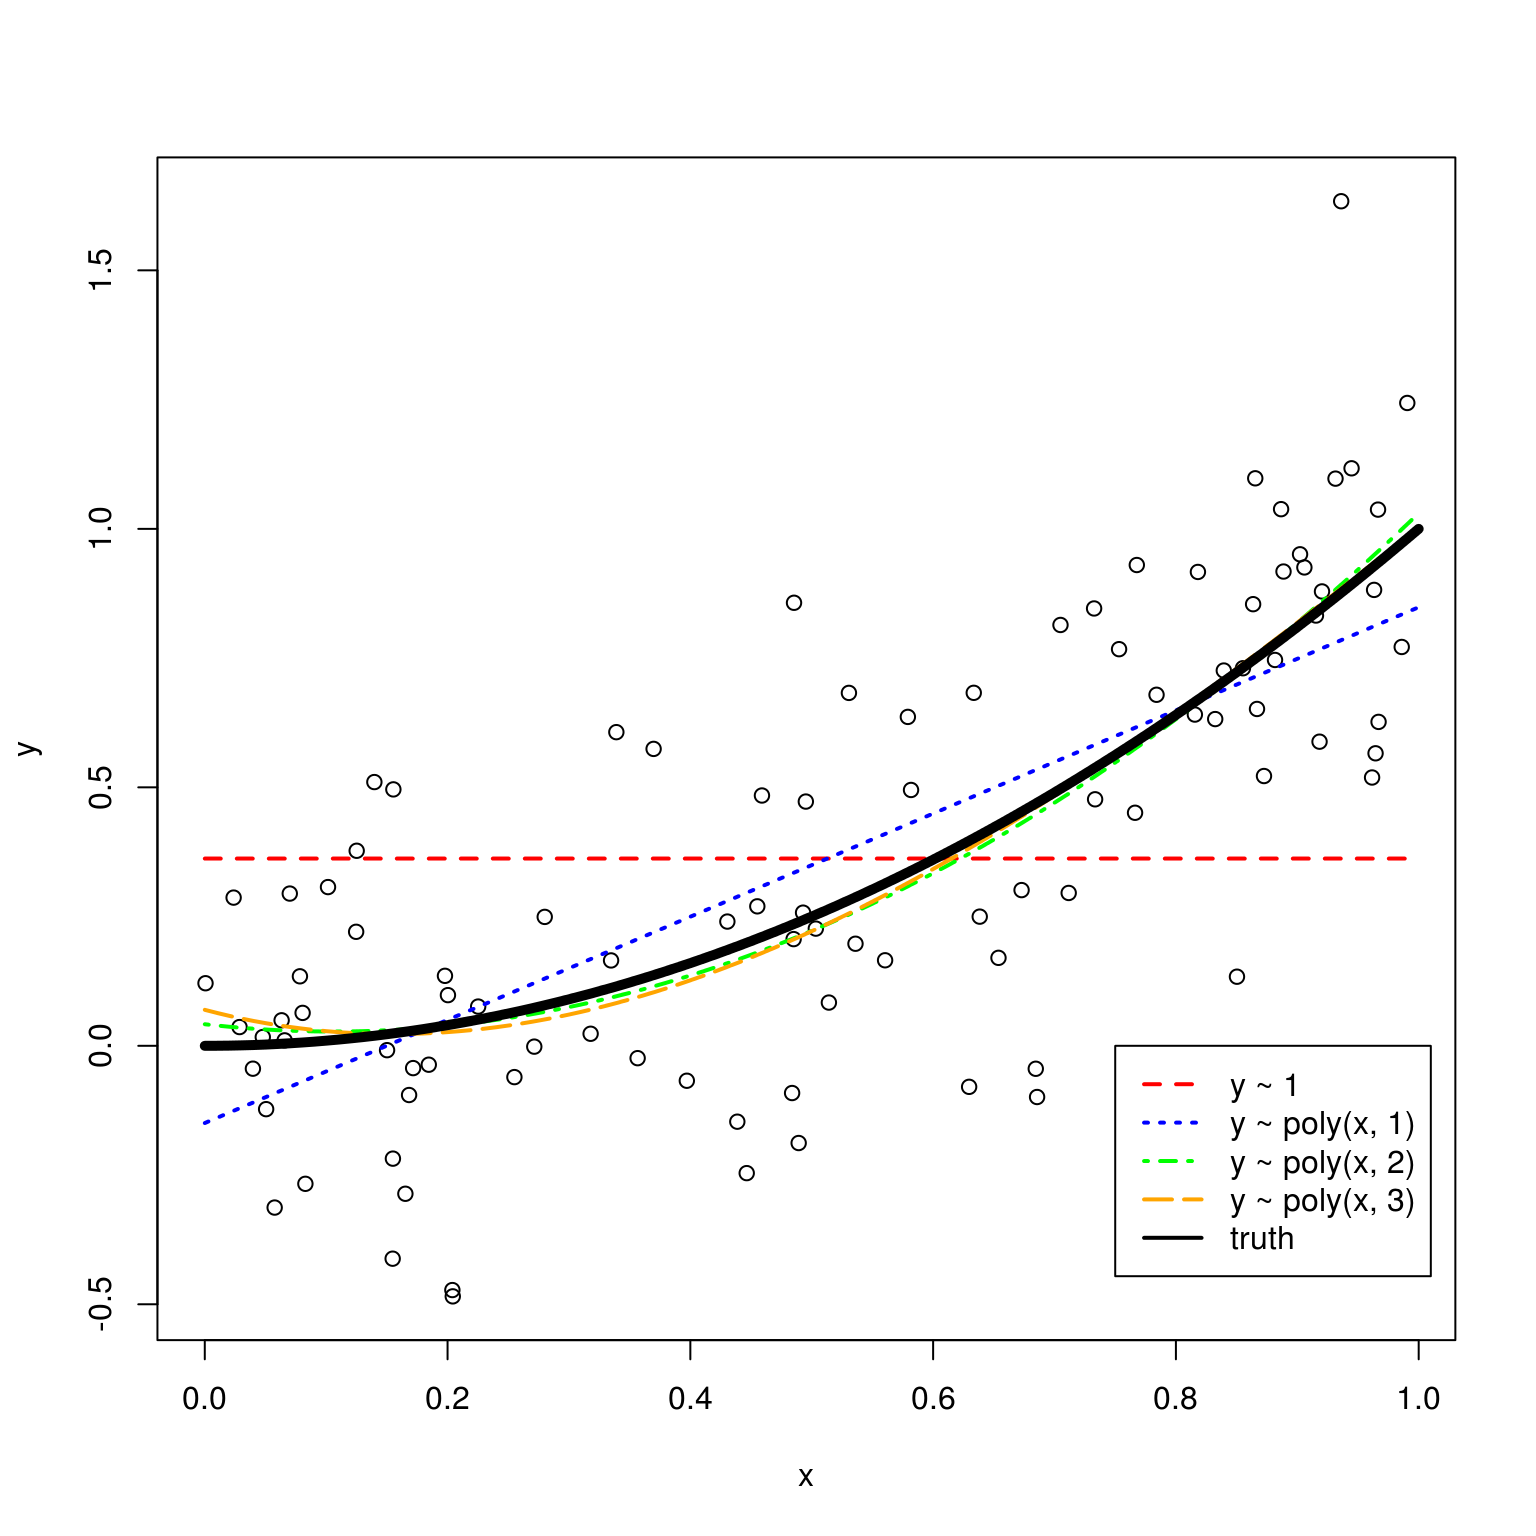 1.5
1.0
0.5
0.0
-0.5
y
y ~ 1
y ~ poly(x, 1)
y ~ poly(x, 2)
y ~ poly(x, 3)
truth
0.0 0.2 0.4 0.6 0.8 1.0
x